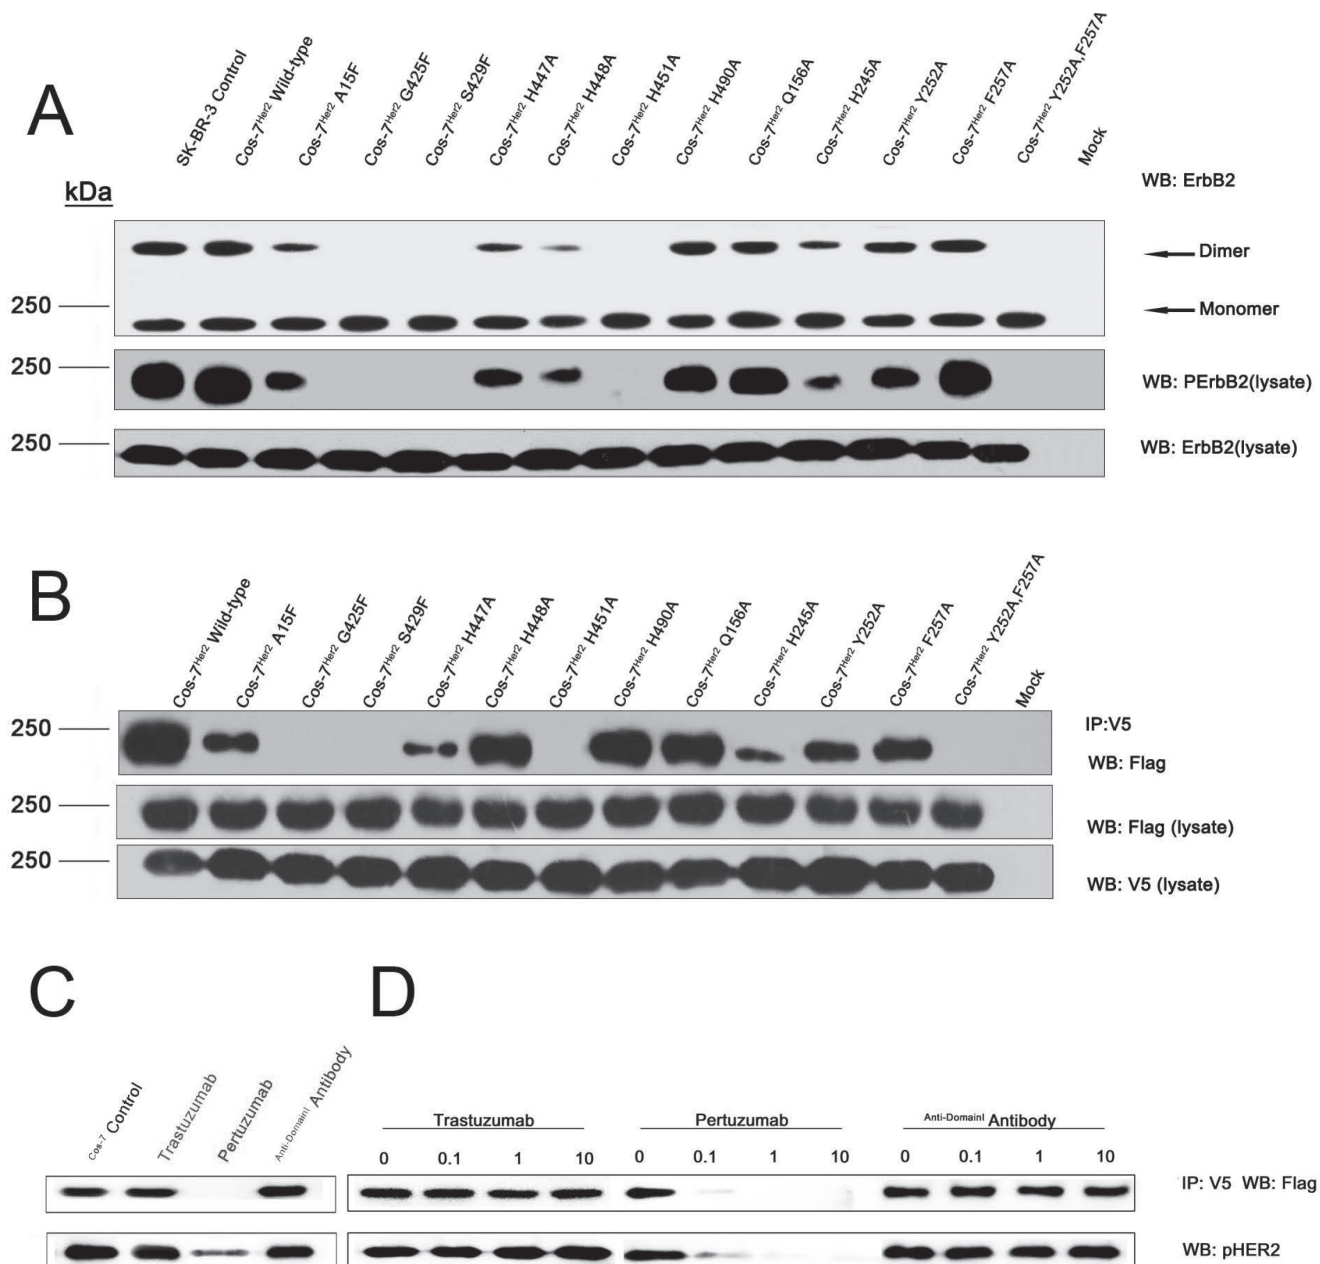 A
SK-BR-3 Control
Cos-7Her2 Wild-type
Cos-7Her2 A15F
Cos-7Her2 G425F
Cos-7Her2 S429F
Cos-7Her2 H447A
Cos-7Her2 H448A
Cos-7Her2 H451A
Cos-7Her2 H490A
Cos-7Her2 Q156A
Cos-7Her2 H245A
Cos-7Her2 Y252A
Cos-7Her2 F257A
Cos-7Her2 Y252A,F257A
Mock
kDa
WB: ErbB2
Dimer
250
Monomer
250
WB: PErbB2(lysate)
250
WB: ErbB2(lysate)
B
Cos-7Her2 Wild-type
Cos-7Her2 A15F
Cos-7Her2 G425F
Cos-7Her2 S429F
Cos-7Her2 H447A
Cos-7Her2 H448A
Cos-7Her2 H451A
Cos-7Her2 H490A
Cos-7Her2 Q156A
Cos-7Her2 H245A
Cos-7Her2 Y252A
Cos-7Her2 F257A
Cos-7Her2 Y252A,F257A
Mock
250
IP:V5
WB: Flag
250
WB: Flag (lysate)
250
WB: V5 (lysate)
C
Cos-7 Control
Trastuzumab
Pertuzumab
Anti-DomainI Antibody
D
Trastuzumab
Pertuzumab
Anti-DomainI Antibody
0 0.1 1 10
0 0.1 1 10
0 0.1 1 10
IP: V5 WB: Flag
WB: pHER2